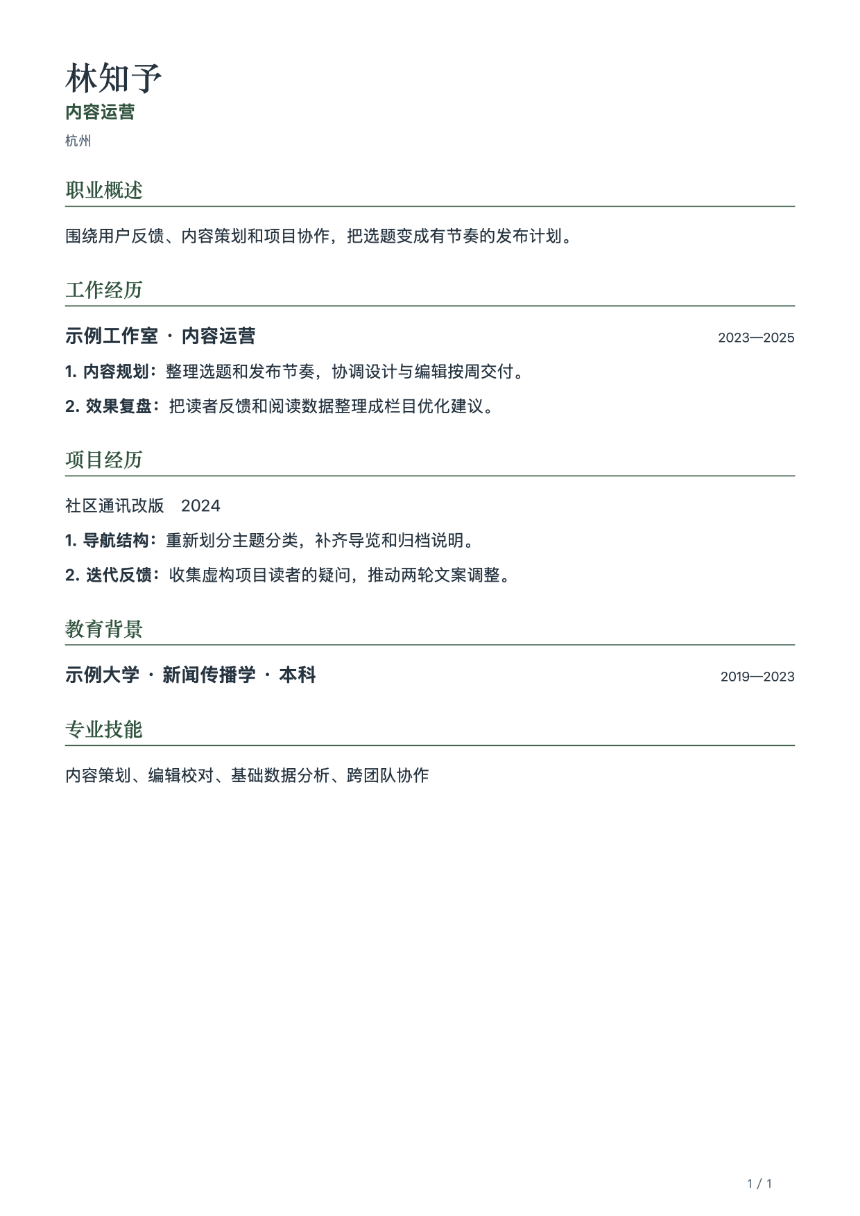 林知予
内容运营
杭州
职业概述
围绕用户反馈、内容策划和项目协作，把选题变成有节奏的发布计划。
工作经历
示例工作室 · 内容运营 2023—2025
1. 内容规划：整理选题和发布节奏，协调设计与编辑按周交付。
2. 效果复盘：把读者反馈和阅读数据整理成栏目优化建议。
项目经历
社区通讯改版 2024
1. 导航结构：重新划分主题分类，补齐导览和归档说明。
2. 迭代反馈：收集虚构项目读者的疑问，推动两轮文案调整。
教育背景
示例大学 · 新闻传播学 · 本科 2019—2023
专业技能
内容策划、编辑校对、基础数据分析、跨团队协作
1 / 1